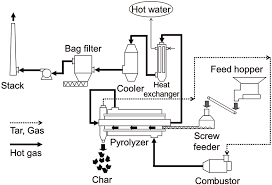 Hot water
Bag filter
Feed hopper
Stack
Cooler
Heat
exchanger
Screw
feeder
Pyrolyzer
Tar, Gas
Hot gas
Char
Combustor